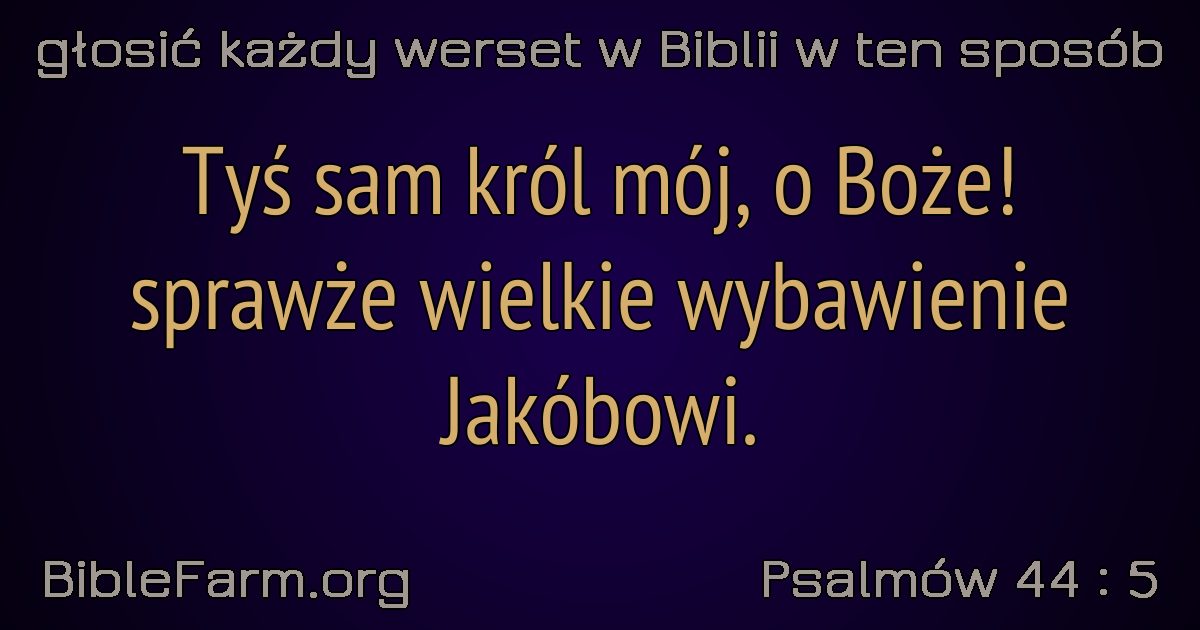 głosić każdy werset w Biblii w ten sposób
Tyś sam król mój, o Boże!
sprawże wielkie wybawienie
Jakóbowi.
BibleFarm.org
Psalmów 44 : 5